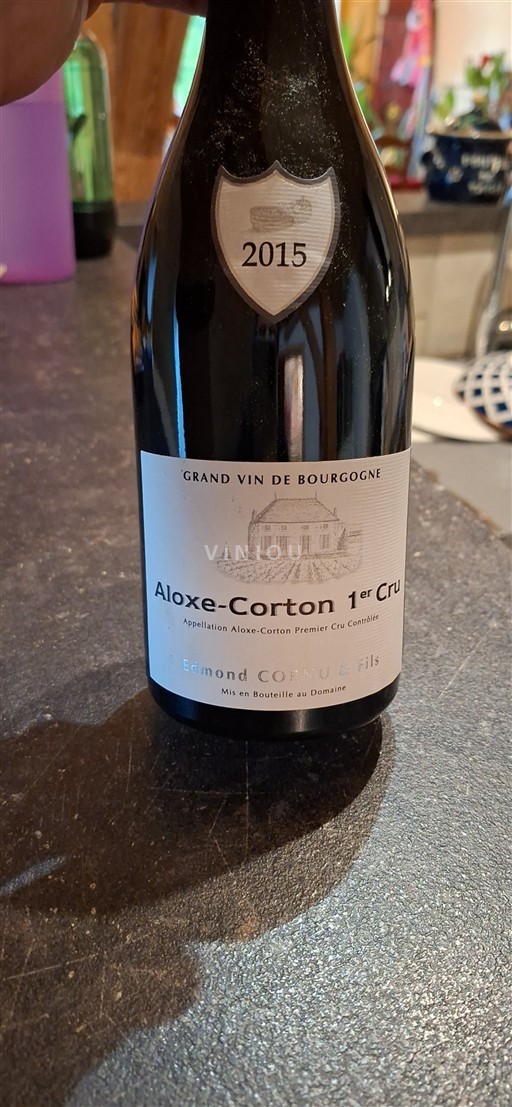 2015
GRAND VIN DE BOURGOGNE
VINIOU
Aloxe-Corton 1er Cru
Appellation Aloxe-Corton Premier Cru Contrôlée
Edmond CORNU & Fils
Mis en Bouteille au Domaine